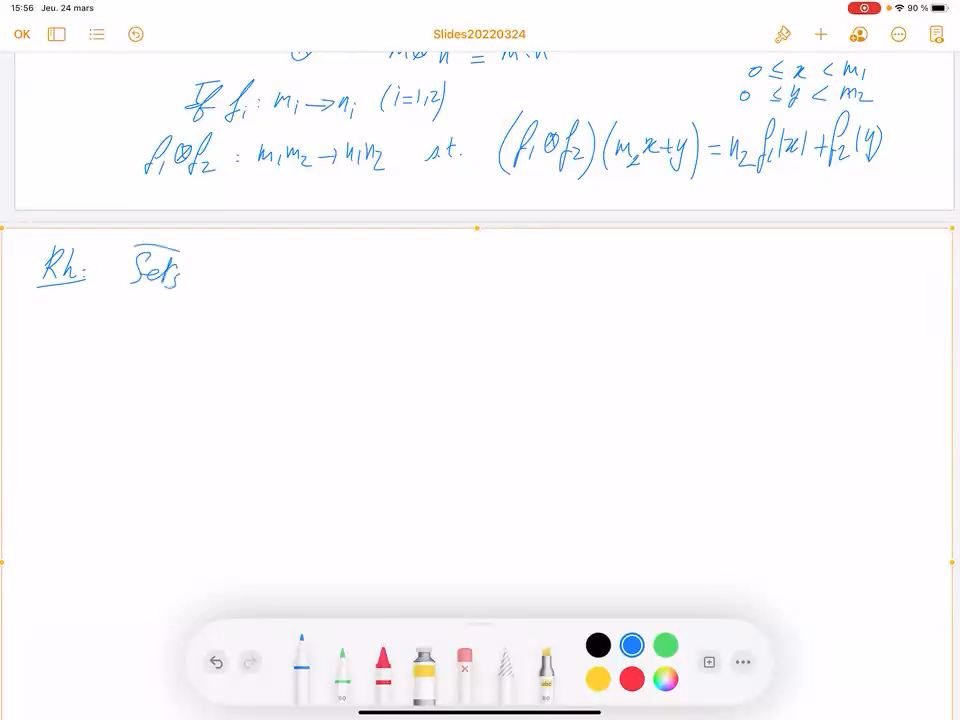 15:56 Jeu. 24 mars
90 %
OK
Slides20220324
m ⊗ n = m·n
0 ≤ x < m₁
0 ≤ y < m₂
If fᵢ : mᵢ → nᵢ (i=1,2)
f₁⊗f₂ : m₁m₂ → n₁n₂ st. (f₁⊗f₂)(m₂x+y) = n₂f₁(x)+f₂(y)
Rk: Sets